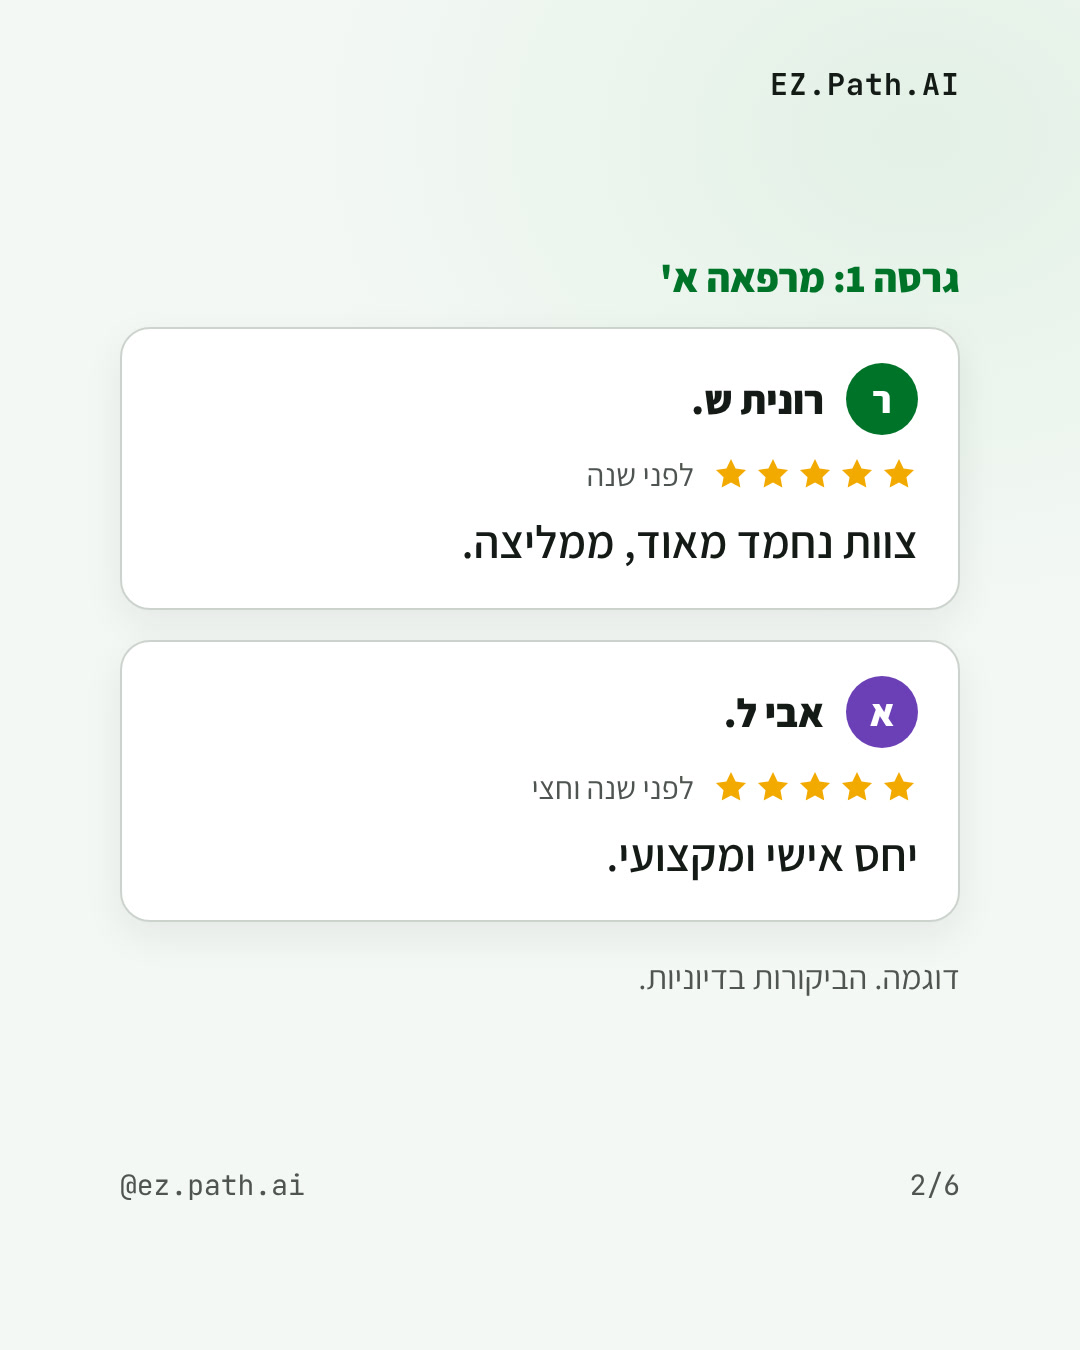 EZ.Path.AI
גרסה 1: מרפאה א'
ר
רונית ש.
לפני שנה
צוות נחמד מאוד, ממליצה.
א
אבי ל.
לפני שנה וחצי
יחס אישי ומקצועי.
דוגמה. הביקורות בדיוניות.
@ez.path.ai
2/6